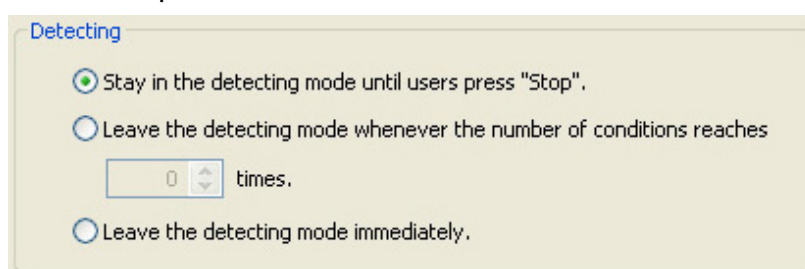 Detecting
Stay in the detecting mode until users press "Stop".
Leave the detecting mode whenever the number of conditions reaches
0 times.
Leave the detecting mode immediately.